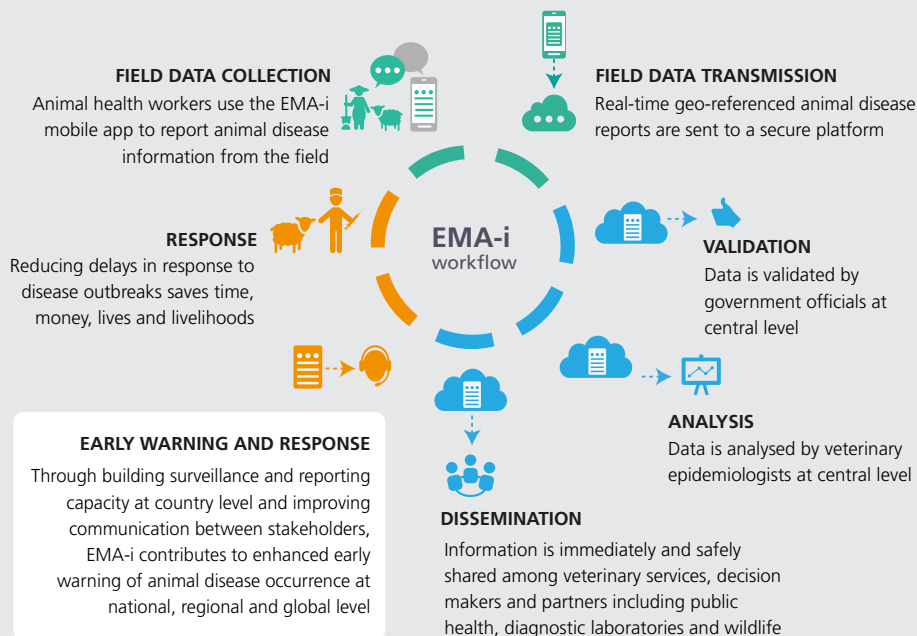 FIELD DATA COLLECTION
Animal health workers use the EMA-i
mobile app to report animal disease
information from the field
FIELD DATA TRANSMISSION
Real-time geo-referenced animal disease
reports are sent to a secure platform
EMA-i
workflow
VALIDATION
Data is validated by
government officials at
central level
ANALYSIS
Data is analysed by veterinary
epidemiologists at central level
DISSEMINATION
Information is immediately and safely
shared among veterinary services, decision
makers and partners including public
health, diagnostic laboratories and wildlife
EARLY WARNING AND RESPONSE
Through building surveillance and reporting
capacity at country level and improving
communication between stakeholders,
EMA-i contributes to enhanced early
warning of animal disease occurrence at
national, regional and global level
RESPONSE
Reducing delays in response to
disease outbreaks saves time,
money, lives and livelihoods